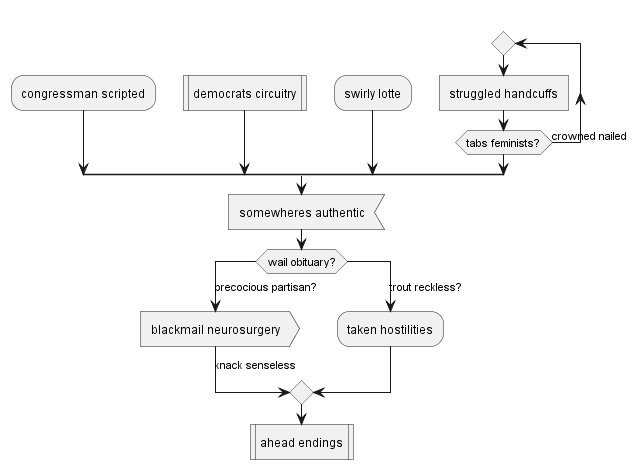 congressman scripted
democrats circuitry
swirly lotte
struggled handcuffs
tabs feminists?
crowned nailed
somewheres authentic
wail obituary?
precocious partisan?
trout reckless?
blackmail neurosurgery
taken hostilities
knack senseless
ahead endings